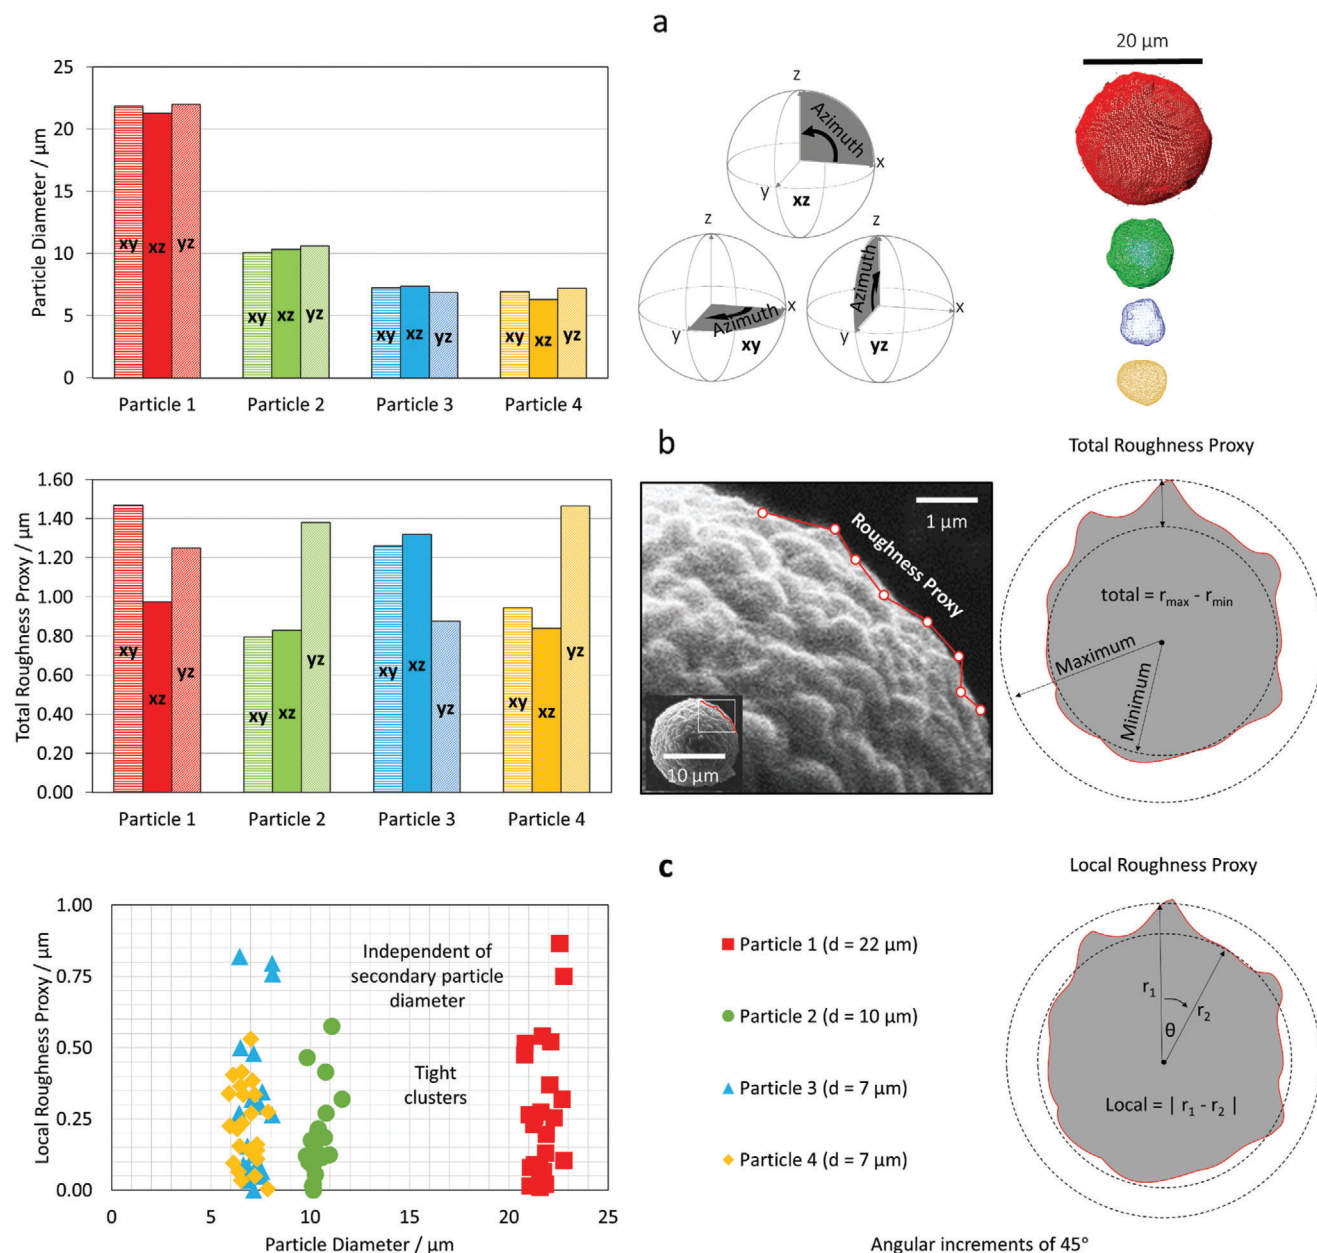 a
25
20
15
10
5
0
Particle Diameter / µm
xy
xz
yz
xy
xz
yz
xy
xz
yz
xy
xz
yz
Particle 1
Particle 2
Particle 3
Particle 4
z
Azimuth
x
y
xz
z
Azimuth
x
y
xy
z
Azimuth
x
y
yz
20 µm
b
1.60
1.40
1.20
1.00
0.80
0.60
0.40
0.20
0.00
Total Roughness Proxy / µm
xy
xz
yz
xy
xz
yz
xy
xz
yz
xy
xz
yz
Particle 1
Particle 2
Particle 3
Particle 4
1 µm
Roughness Proxy
10 µm
Total Roughness Proxy
total = rmax - rmin
Maximum
Minimum
c
1.00
0.75
0.50
0.25
0.00
Local Roughness Proxy / µm
Independent of
secondary particle
diameter
Tight
clusters
0
5
10
15
20
25
Particle Diameter / µm
Particle 1 (d = 22 µm)
Particle 2 (d = 10 µm)
Particle 3 (d = 7 µm)
Particle 4 (d = 7 µm)
Local Roughness Proxy
r1
r2
θ
Local = | r1 - r2 |
Angular increments of 45°